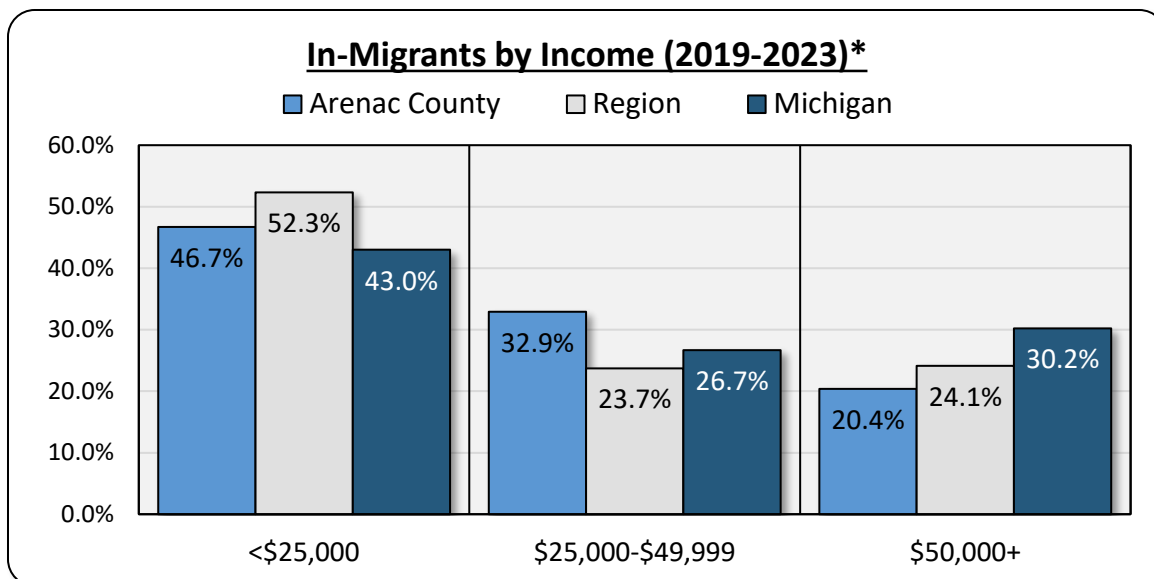 In-Migrants by Income (2019-2023)*
Arenac County Region Michigan
60.0%
50.0%
40.0%
30.0%
20.0%
10.0%
0.0%
46.7% 52.3% 43.0%
32.9% 23.7% 26.7%
20.4% 24.1% 30.2%
<$25,000 $25,000-$49,999 $50,000+